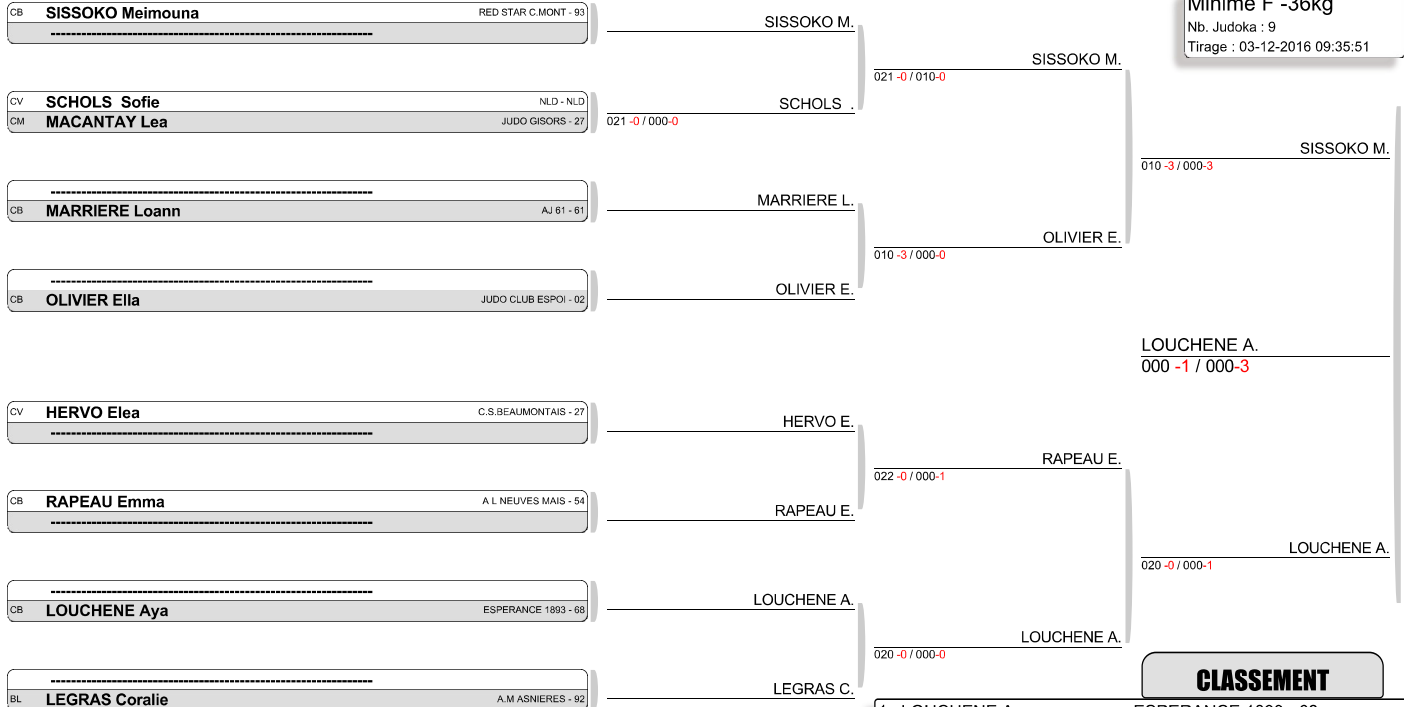 Minime F -36kg
Nb. Judoka : 9
Tirage : 03-12-2016 09:35:51
CB SISSOKO Meimouna RED STAR C.MONT - 93
----------------------------------------------------------------
SISSOKO M.
SISSOKO M.
021 -0 / 010-0
CV SCHOLS Sofie NLD - NLD
CM MACANTAY Lea JUDO GISORS - 27
SCHOLS .
021 -0 / 000-0
SISSOKO M.
010 -3 / 000-3
----------------------------------------------------------------
CB MARRIERE Loann AJ 61 - 61
MARRIERE L.
OLIVIER E.
010 -3 / 000-0
----------------------------------------------------------------
CB OLIVIER Ella JUDO CLUB ESPOI - 02
OLIVIER E.
LOUCHENE A.
000 -1 / 000-3
CV HERVO Elea C.S.BEAUMONTAIS - 27
----------------------------------------------------------------
HERVO E.
RAPEAU E.
022 -0 / 000-1
CB RAPEAU Emma A L NEUVES MAIS - 54
----------------------------------------------------------------
RAPEAU E.
LOUCHENE A.
020 -0 / 000-1
----------------------------------------------------------------
CB LOUCHENE Aya ESPERANCE 1893 - 68
LOUCHENE A.
LOUCHENE A.
020 -0 / 000-0
----------------------------------------------------------------
BL LEGRAS Coralie A.M ASNIERES - 92
LEGRAS C.
CLASSEMENT
LOUCHENE A. ESPERANCE 1893 - 68